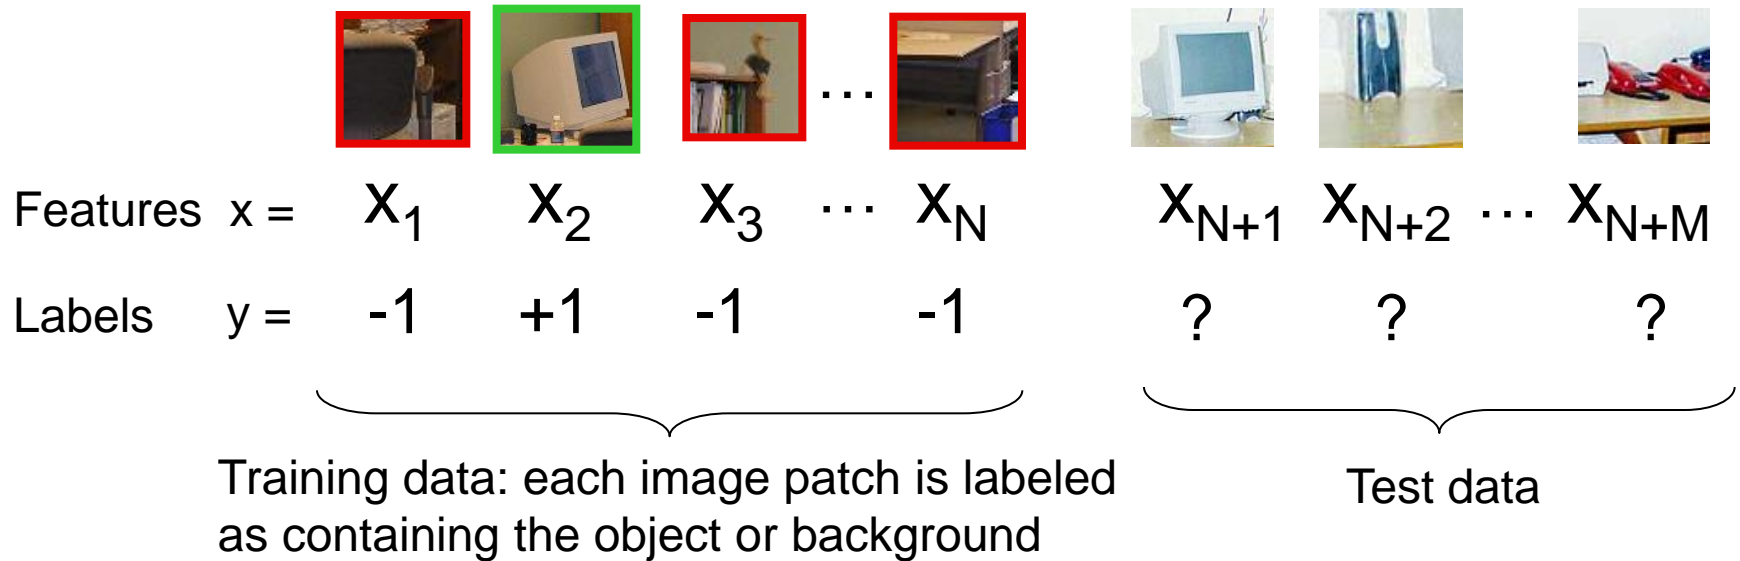 …
Features x = x1 x2 x3 … xN xN+1 xN+2 … xN+M
Labels y = -1 +1 -1 -1 ? ? ?
Training data: each image patch is labeled
as containing the object or background
Test data